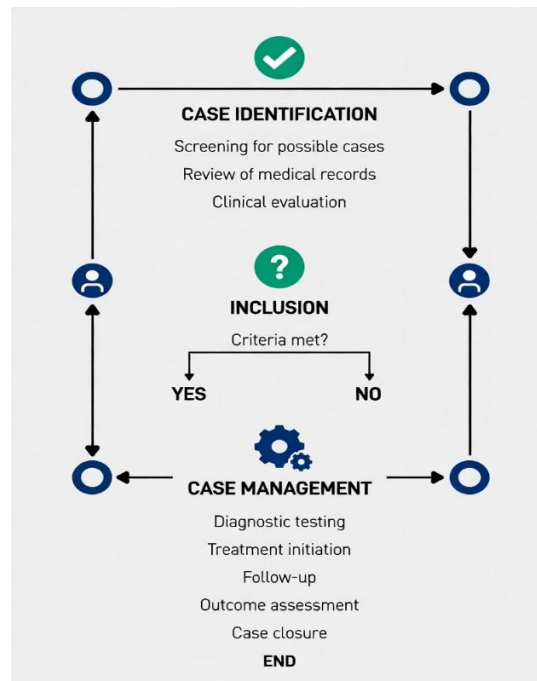 CASE IDENTIFICATION
Screening for possible cases
Review of medical records
Clinical evaluation
?
INCLUSION
Criteria met?
YES NO
CASE MANAGEMENT
Diagnostic testing
Treatment initiation
Follow-up
Outcome assessment
Case closure
END